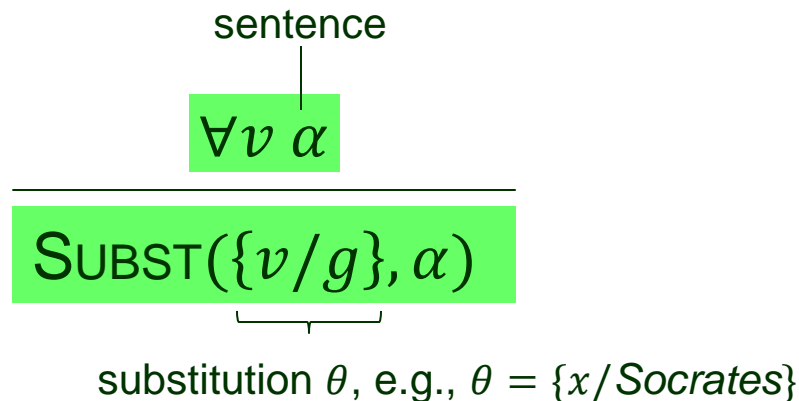 sentence
∀𝑣 𝛼
SUBST({𝑣/𝑔}, 𝛼)
substitution 𝜃, e.g., 𝜃 = {𝑥/Socrates}